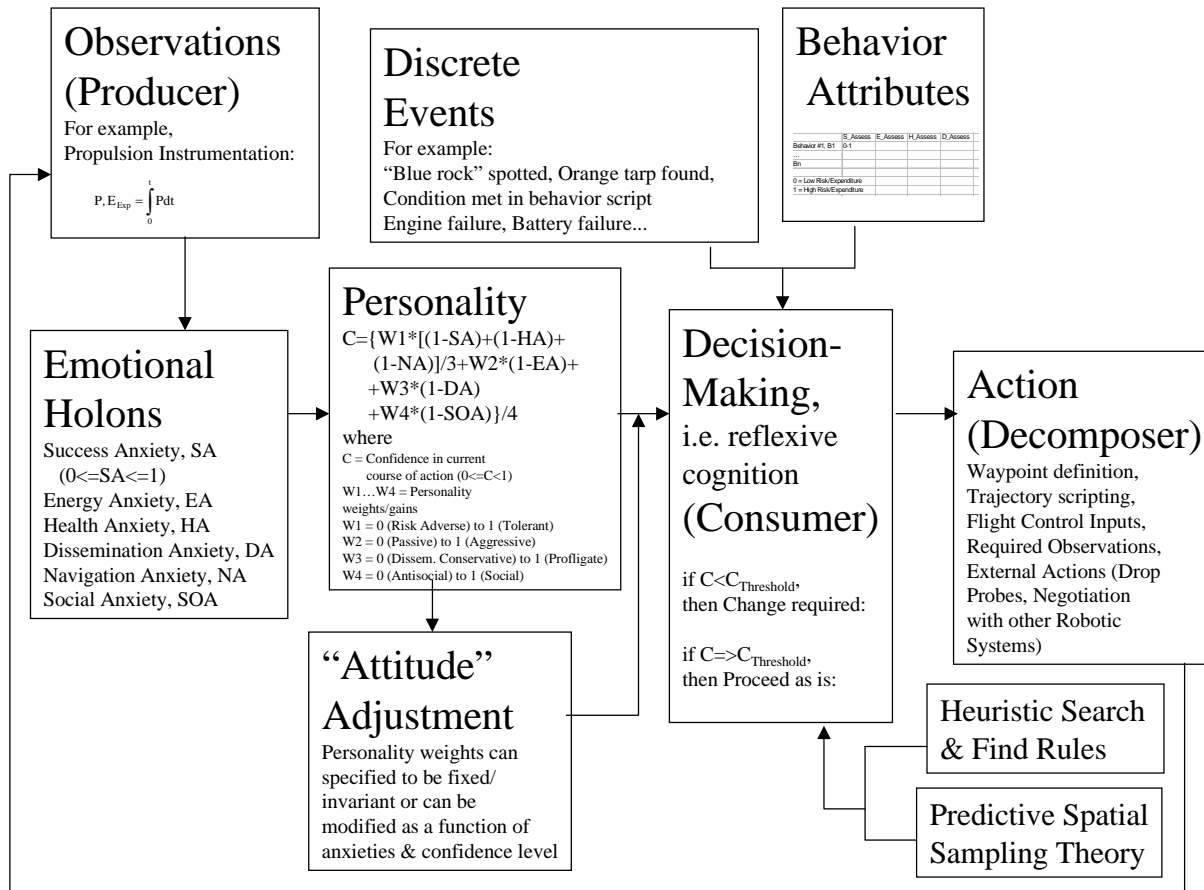 Observations
(Producer)
For example,
Propulsion Instrumentation:
t
P, E_Exp = ∫ Pdt
0
Discrete
Events
For example:
“Blue rock” spotted, Orange tarp found,
Condition met in behavior script
Engine failure, Battery failure...
Behavior
Attributes
S_Assess E_Assess H_Assess D_Assess
Behavior #1, B1 0-1
...
Bn
0 = Low Risk/Expenditure
1 = High Risk/Expenditure
Emotional
Holons
Success Anxiety, SA
(0<=SA<=1)
Energy Anxiety, EA
Health Anxiety, HA
Dissemination Anxiety, DA
Navigation Anxiety, NA
Social Anxiety, SOA
Personality
C={W1*[(1-SA)+(1-HA)+
(1-NA)]/3+W2*(1-EA)+
+W3*(1-DA)
+W4*(1-SOA)}/4
where
C = Confidence in current
course of action (0<=C<1)
W1…W4 = Personality
weights/gains
W1 = 0 (Risk Adverse) to 1 (Tolerant)
W2 = 0 (Passive) to 1 (Aggressive)
W3 = 0 (Dissem. Conservative) to 1 (Profligate)
W4 = 0 (Antisocial) to 1 (Social)
“Attitude”
Adjustment
Personality weights can
specified to be fixed/
invariant or can be
modified as a function of
anxieties & confidence level
Decision-
Making,
i.e. reflexive
cognition
(Consumer)
if C<C_Threshold,
then Change required:
if C=>C_Threshold,
then Proceed as is:
Action
(Decomposer)
Waypoint definition,
Trajectory scripting,
Flight Control Inputs,
Required Observations,
External Actions (Drop
Probes, Negotiation
with other Robotic
Systems)
Heuristic Search
& Find Rules
Predictive Spatial
Sampling Theory